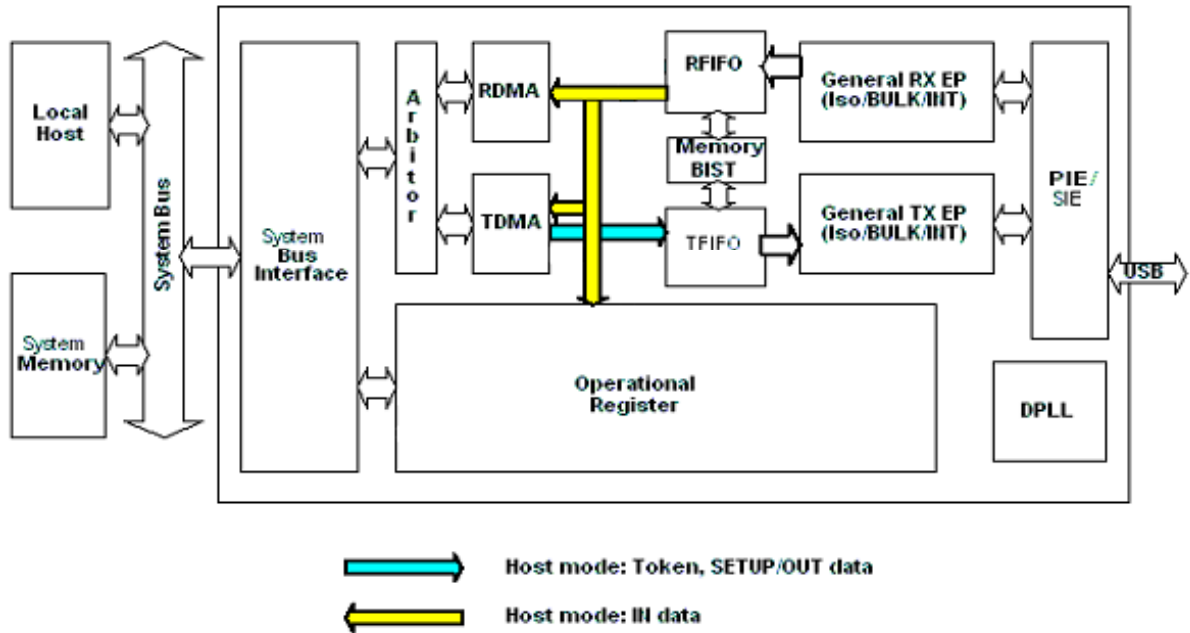 Local
Host
System
Memory
System Bus
System
Bus
Interface
Arbitor
RDMA
TDMA
RFIFO
Memory
BIST
TFIFO
General RX EP
(Iso/BULK/INT)
General TX EP
(Iso/BULK/INT)
PIE/
SIE
USB
Operational
Register
DPLL
Host mode: Token, SETUP/OUT data
Host mode: IN data